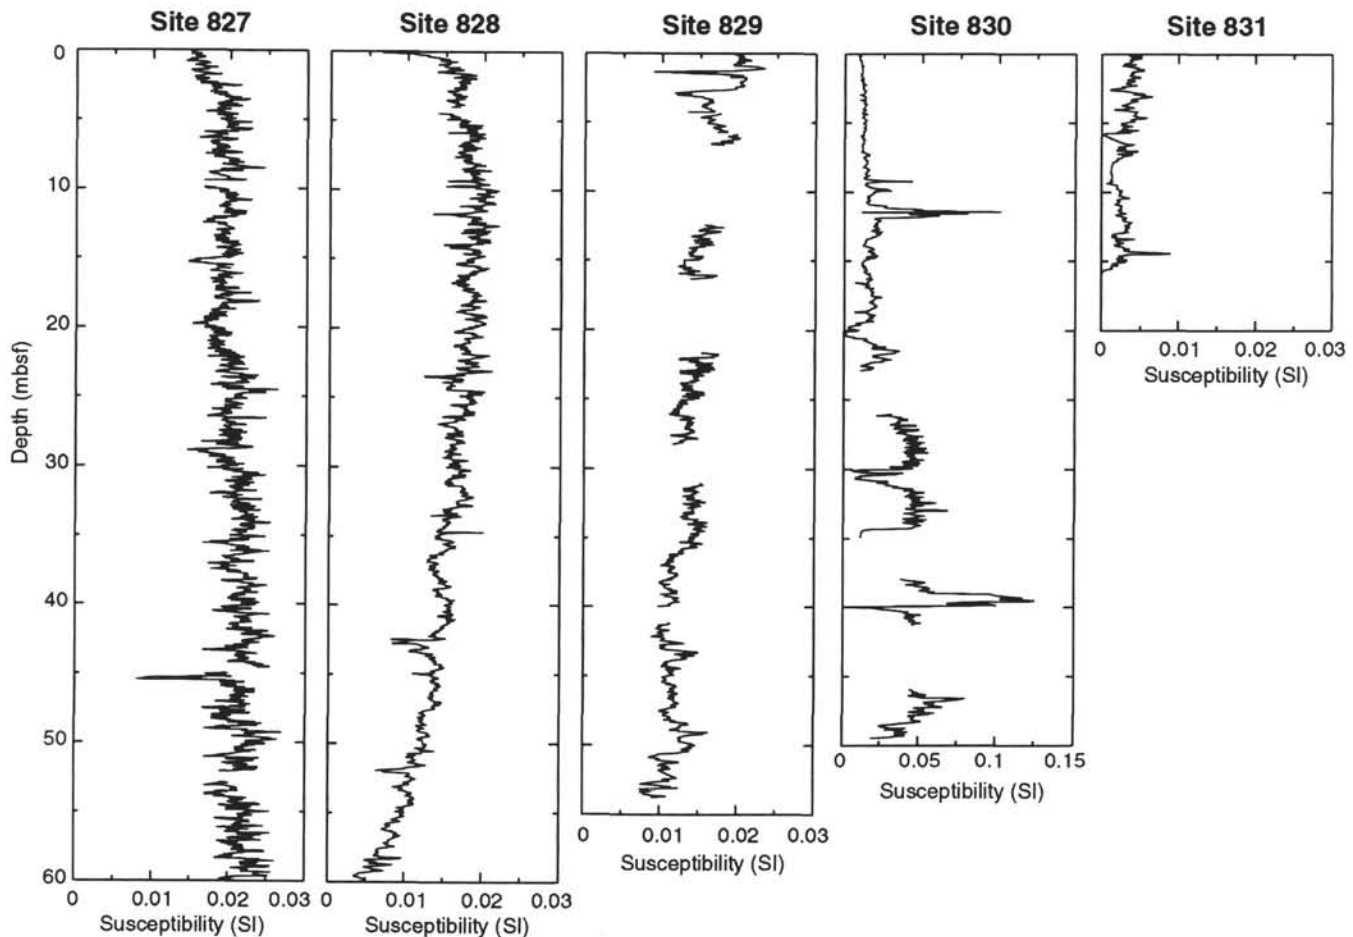 Site 827 Site 828 Site 829 Site 830 Site 831
0
10
20
30
40
50
60
Depth (mbsf)
0 0.01 0.02 0.03
Susceptibility (SI)
0 0.01 0.02 0.03
Susceptibility (SI)
0 0.01 0.02 0.03
Susceptibility (SI)
0 0.05 0.1 0.15
Susceptibility (SI)
0 0.01 0.02 0.03
Susceptibility (SI)